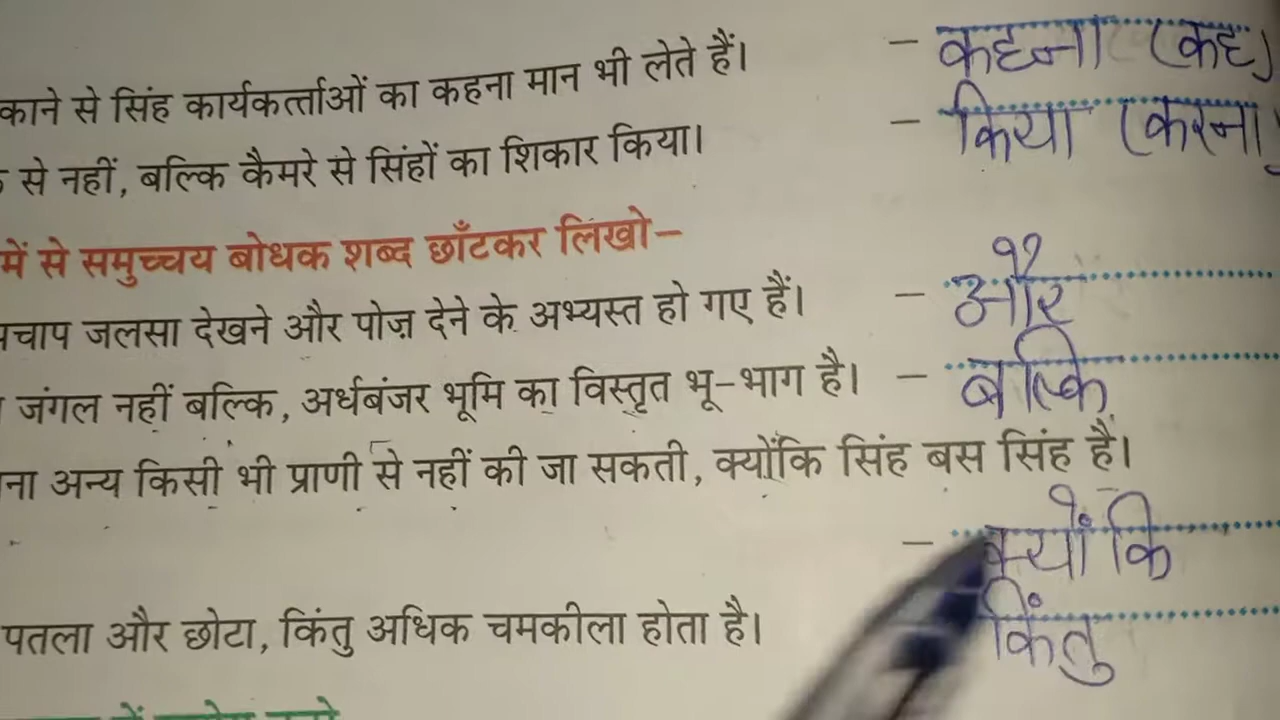 काने से सिंह कार्यकर्त्ताओं का कहना मान भी लेते हैं। – कहना (कह)
से नहीं, बल्कि कैमरे से सिंहों का शिकार किया। – किया (करना)
में से समुच्चय बोधक शब्द छाँटकर लिखो–
पचाप जलसा देखने और पोज़ देने के अभ्यस्त हो गए हैं। – और
जंगल नहीं बल्कि, अर्धबंजर भूमि का विस्तृत भू-भाग है। – बल्कि
ना अन्य किसी भी प्राणी से नहीं की जा सकती, क्योंकि सिंह बस सिंह है।
– क्योंकि
पतला और छोटा, किंतु अधिक चमकीला होता है। किंतु